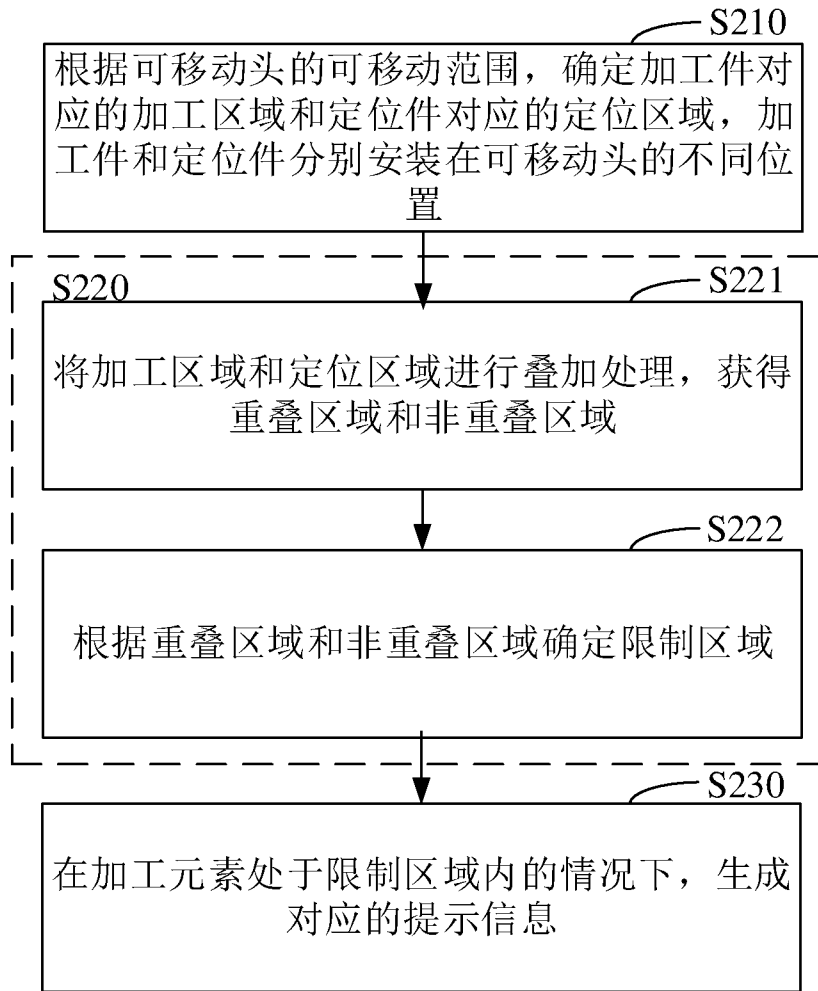 S210
根据可移动头的可移动范围，确定加工件对
应的加工区域和定位件对应的定位区域，加
工件和定位件分别安装在可移动头的不同位
置
S220
S221
将加工区域和定位区域进行叠加处理，获得
重叠区域和非重叠区域
S222
根据重叠区域和非重叠区域确定限制区域
S230
在加工元素处于限制区域内的情况下，生成
对应的提示信息